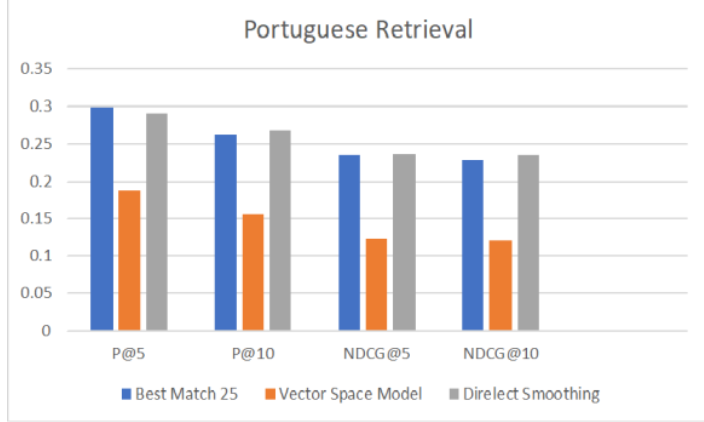 Portuguese Retrieval
0.35
0.3
0.25
0.2
0.15
0.1
0.05
0
P@5 P@10 NDCG@5 NDCG@10
Best Match 25 Vector Space Model Direlect Smoothing